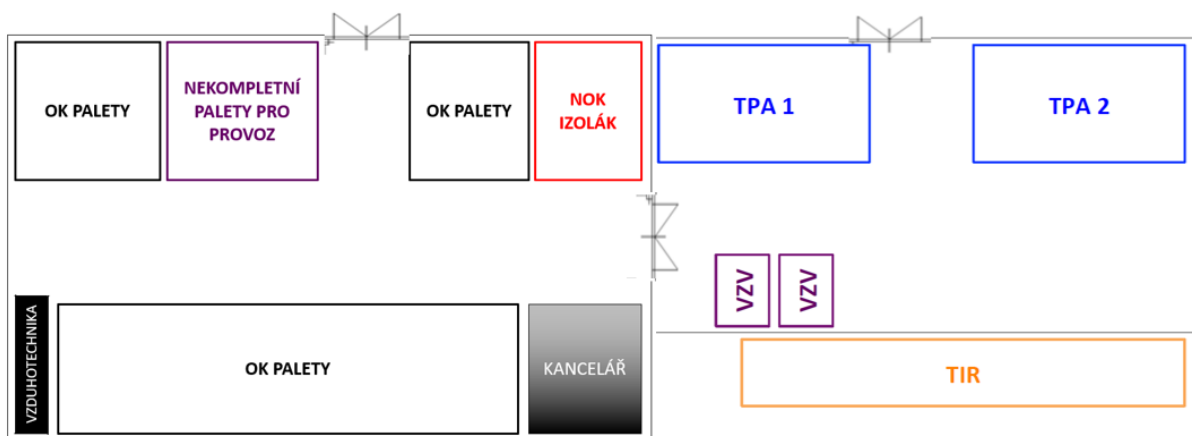 OK PALETY
NEKOMPLETNÍ
PALETY PRO
PROVOZ
OK PALETY
NOK
IZOLÁK
TPA 1
TPA 2
VZV
VZV
VZDUHOTECHNIKA
OK PALETY
KANCELÁŘ
TIR